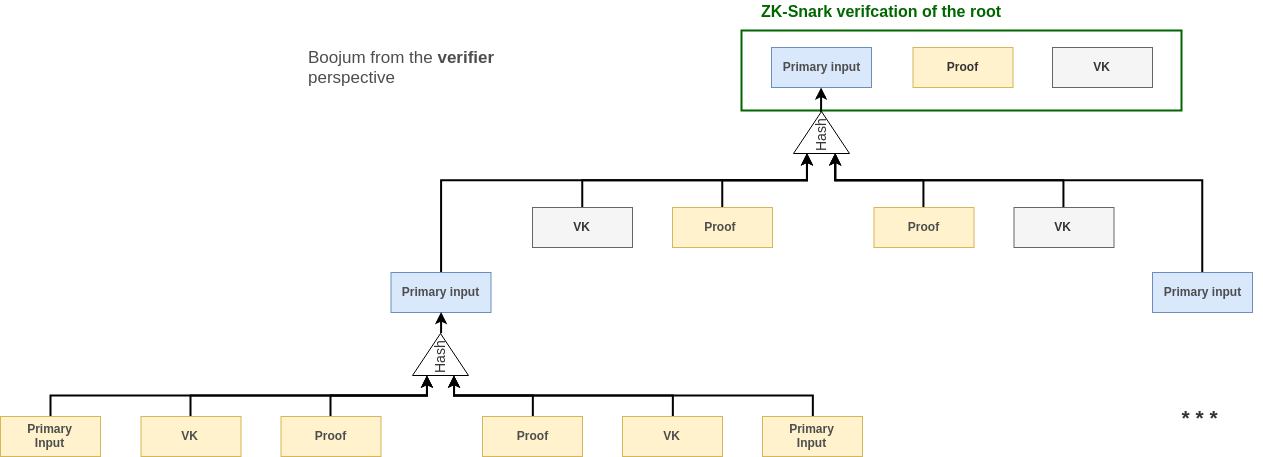 ZK-Snark verifcation of the root
Boojum from the verifier
perspective
Primary input
Proof
VK
Hash
VK
Proof
Proof
VK
Primary input
Primary input
Hash
Primary
Input
VK
Proof
Proof
VK
Primary
Input
* * *